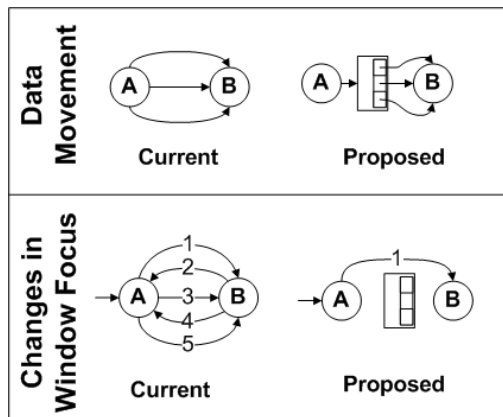 Data
Movement
A
B
A
B
Current
Proposed
Changes in
Window Focus
1
2
A
3
B
4
5
1
A
B
Current
Proposed